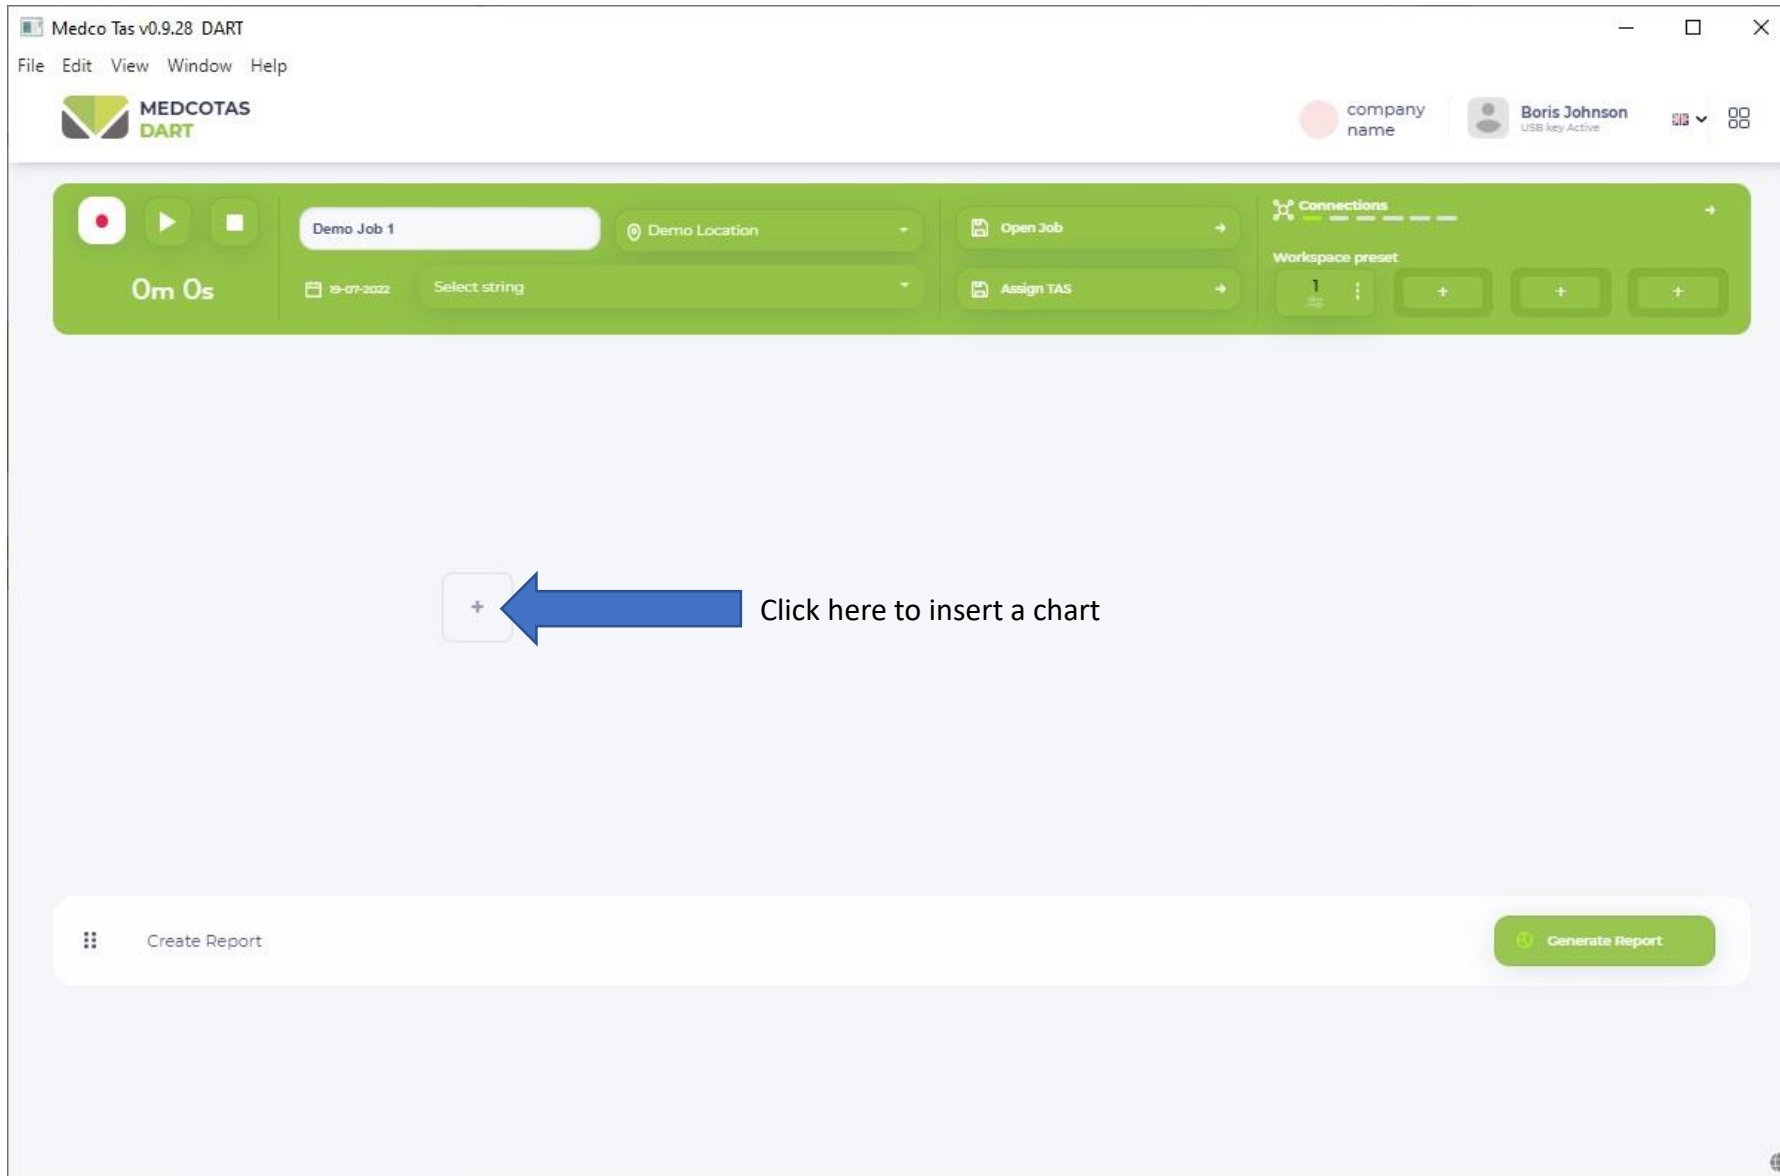 Medco Tas v0.9.28 DART
File Edit View Window Help
MEDCOTAS
DART
company
name
Boris Johnson
USB key Active
Connections
Demo Job 1
Demo Location
Open Job
Workspace preset
0m 0s
19-07-2022
Select string
Assign TAS
1
+
+
+
+
Click here to insert a chart
Create Report
Generate Report